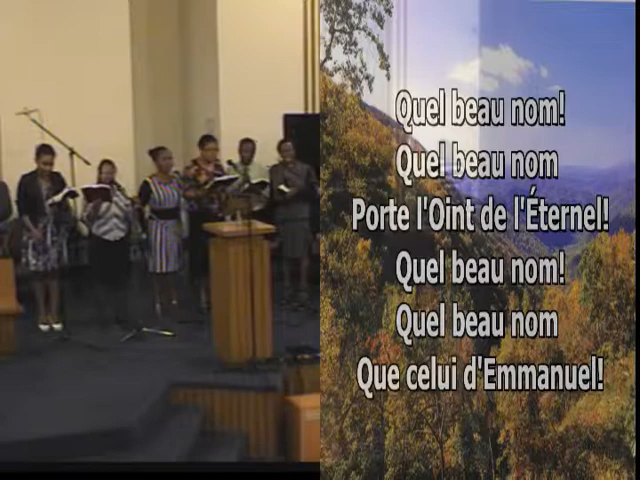 Quel beau nom!
Quel beau nom
Porte l'Oint de l'Éternel!
Quel beau nom!
Quel beau nom
Que celui d'Emmanuel!